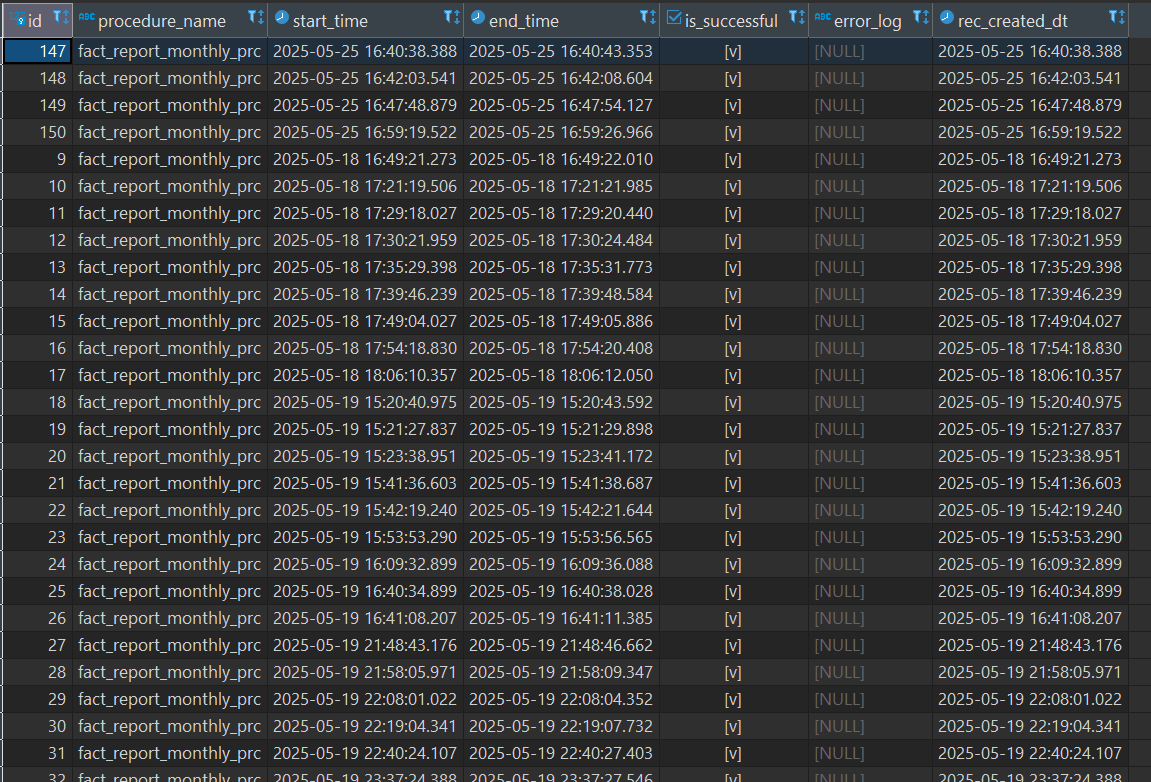 id ABC procedure_name start_time end_time is_successful ABC error_log rec_created_dt
147 fact_report_monthly_prc 2025-05-25 16:40:38.388 2025-05-25 16:40:43.353 [v] [NULL] 2025-05-25 16:40:38.388
148 fact_report_monthly_prc 2025-05-25 16:42:03.541 2025-05-25 16:42:08.604 [v] [NULL] 2025-05-25 16:42:03.541
149 fact_report_monthly_prc 2025-05-25 16:47:48.879 2025-05-25 16:47:54.127 [v] [NULL] 2025-05-25 16:47:48.879
150 fact_report_monthly_prc 2025-05-25 16:59:19.522 2025-05-25 16:59:26.966 [v] [NULL] 2025-05-25 16:59:19.522
9 fact_report_monthly_prc 2025-05-18 16:49:21.273 2025-05-18 16:49:22.010 [v] [NULL] 2025-05-18 16:49:21.273
10 fact_report_monthly_prc 2025-05-18 17:21:19.506 2025-05-18 17:21:21.985 [v] [NULL] 2025-05-18 17:21:19.506
11 fact_report_monthly_prc 2025-05-18 17:29:18.027 2025-05-18 17:29:20.440 [v] [NULL] 2025-05-18 17:29:18.027
12 fact_report_monthly_prc 2025-05-18 17:30:21.959 2025-05-18 17:30:24.484 [v] [NULL] 2025-05-18 17:30:21.959
13 fact_report_monthly_prc 2025-05-18 17:35:29.398 2025-05-18 17:35:31.773 [v] [NULL] 2025-05-18 17:35:29.398
14 fact_report_monthly_prc 2025-05-18 17:39:46.239 2025-05-18 17:39:48.584 [v] [NULL] 2025-05-18 17:39:46.239
15 fact_report_monthly_prc 2025-05-18 17:49:04.027 2025-05-18 17:49:05.886 [v] [NULL] 2025-05-18 17:49:04.027
16 fact_report_monthly_prc 2025-05-18 17:54:18.830 2025-05-18 17:54:20.408 [v] [NULL] 2025-05-18 17:54:18.830
17 fact_report_monthly_prc 2025-05-18 18:06:10.357 2025-05-18 18:06:12.050 [v] [NULL] 2025-05-18 18:06:10.357
18 fact_report_monthly_prc 2025-05-19 15:20:40.975 2025-05-19 15:20:43.592 [v] [NULL] 2025-05-19 15:20:40.975
19 fact_report_monthly_prc 2025-05-19 15:21:27.837 2025-05-19 15:21:29.898 [v] [NULL] 2025-05-19 15:21:27.837
20 fact_report_monthly_prc 2025-05-19 15:23:38.951 2025-05-19 15:23:41.172 [v] [NULL] 2025-05-19 15:23:38.951
21 fact_report_monthly_prc 2025-05-19 15:41:36.603 2025-05-19 15:41:38.687 [v] [NULL] 2025-05-19 15:41:36.603
22 fact_report_monthly_prc 2025-05-19 15:42:19.240 2025-05-19 15:42:21.644 [v] [NULL] 2025-05-19 15:42:19.240
23 fact_report_monthly_prc 2025-05-19 15:53:53.290 2025-05-19 15:53:56.565 [v] [NULL] 2025-05-19 15:53:53.290
24 fact_report_monthly_prc 2025-05-19 16:09:32.899 2025-05-19 16:09:36.088 [v] [NULL] 2025-05-19 16:09:32.899
25 fact_report_monthly_prc 2025-05-19 16:40:34.899 2025-05-19 16:40:38.028 [v] [NULL] 2025-05-19 16:40:34.899
26 fact_report_monthly_prc 2025-05-19 16:41:08.207 2025-05-19 16:41:11.385 [v] [NULL] 2025-05-19 16:41:08.207
27 fact_report_monthly_prc 2025-05-19 21:48:43.176 2025-05-19 21:48:46.662 [v] [NULL] 2025-05-19 21:48:43.176
28 fact_report_monthly_prc 2025-05-19 21:58:05.971 2025-05-19 21:58:09.347 [v] [NULL] 2025-05-19 21:58:05.971
29 fact_report_monthly_prc 2025-05-19 22:08:01.022 2025-05-19 22:08:04.352 [v] [NULL] 2025-05-19 22:08:01.022
30 fact_report_monthly_prc 2025-05-19 22:19:04.341 2025-05-19 22:19:07.732 [v] [NULL] 2025-05-19 22:19:04.341
31 fact_report_monthly_prc 2025-05-19 22:40:24.107 2025-05-19 22:40:27.403 [v] [NULL] 2025-05-19 22:40:24.107
32 fact_report_monthly_prc 2025-05-19 23:37:24.388 2025-05-19 23:37:27.546 [v] [NULL] 2025-05-19 23:37:24.388